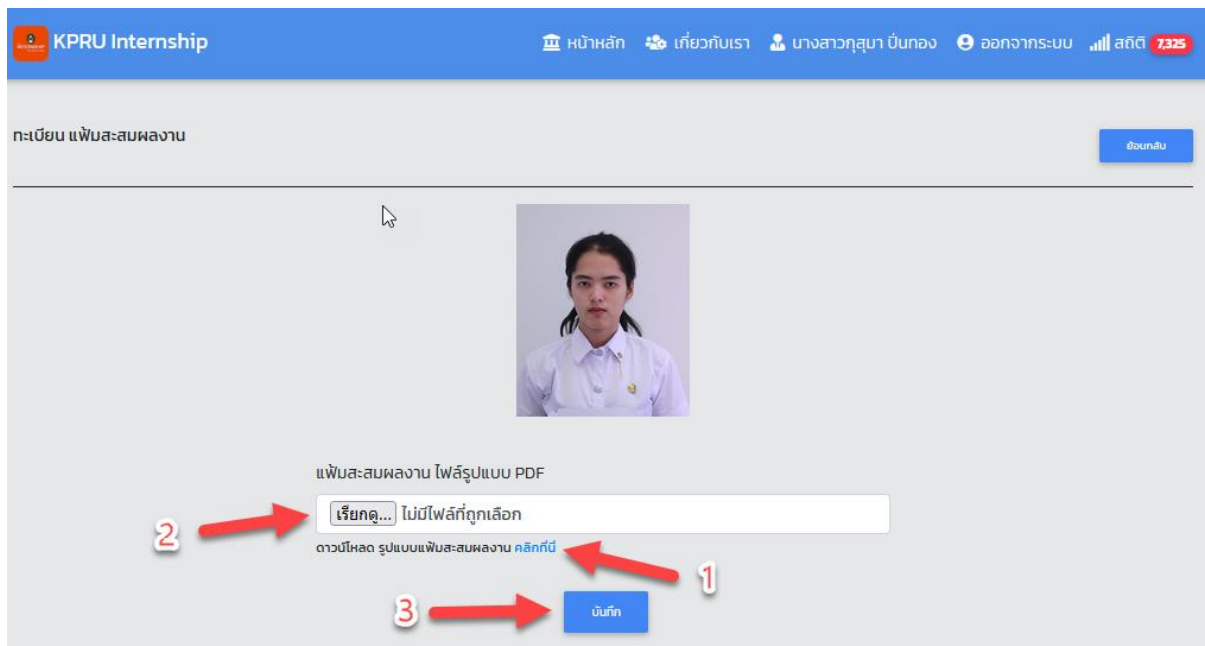 KPRU Internship หน้าหลัก เกี่ยวกับเรา นางสาวกุสุมา ปิ่นทอง ออกจากระบบ สถิติ 7,325
ทะเบียน แฟ้มสะสมผลงาน
ย้อนกลับ
แฟ้มสะสมผลงาน ไฟล์รูปแบบ PDF
เรียกดู... ไม่มีไฟล์ที่ถูกเลือก
2
ดาวน์โหลด รูปแบบแฟ้มสะสมผลงาน คลิกที่นี่
1
3
บันทึก